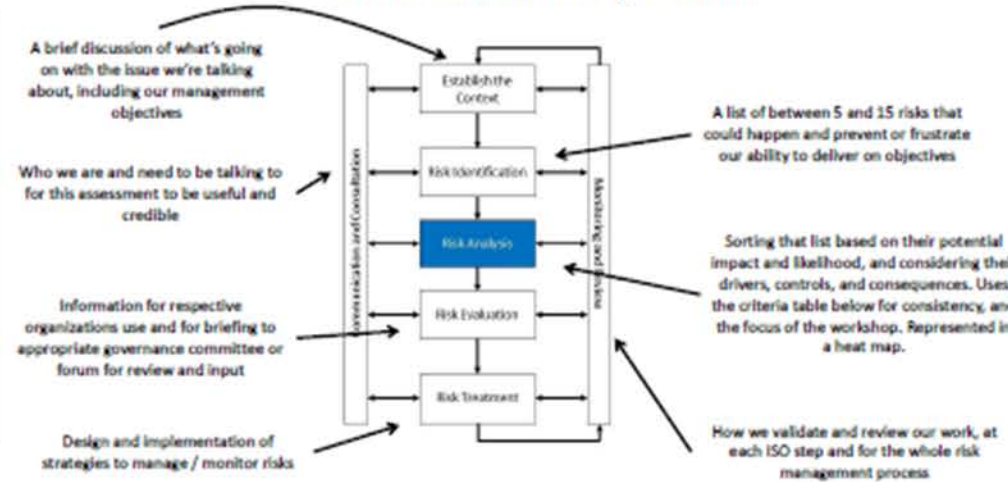 A brief discussion of what's going
on with the issue we're talking
about, including our management
objectives
Establish the
Context
A list of between 5 and 15 risks that
could happen and prevent or frustrate
our ability to deliver on objectives
Who we are and need to be talking to
for this assessment to be useful and
credible
Communication and Consultation
Risk Identification
Monitoring and Review
Risk Analysis
Sorting that list based on their potential
impact and likelihood, and considering their
drivers, controls, and consequences. Uses
the criteria table below for consistency, and
the focus of the workshop. Represented in
a heat map.
Information for respective
organizations use and for briefing to
appropriate governance committee or
forum for review and input
Risk Evaluation
Risk Treatment
Design and implementation of
strategies to manage / monitor risks
How we validate and review our work, at
each ISO step and for the whole risk
management process